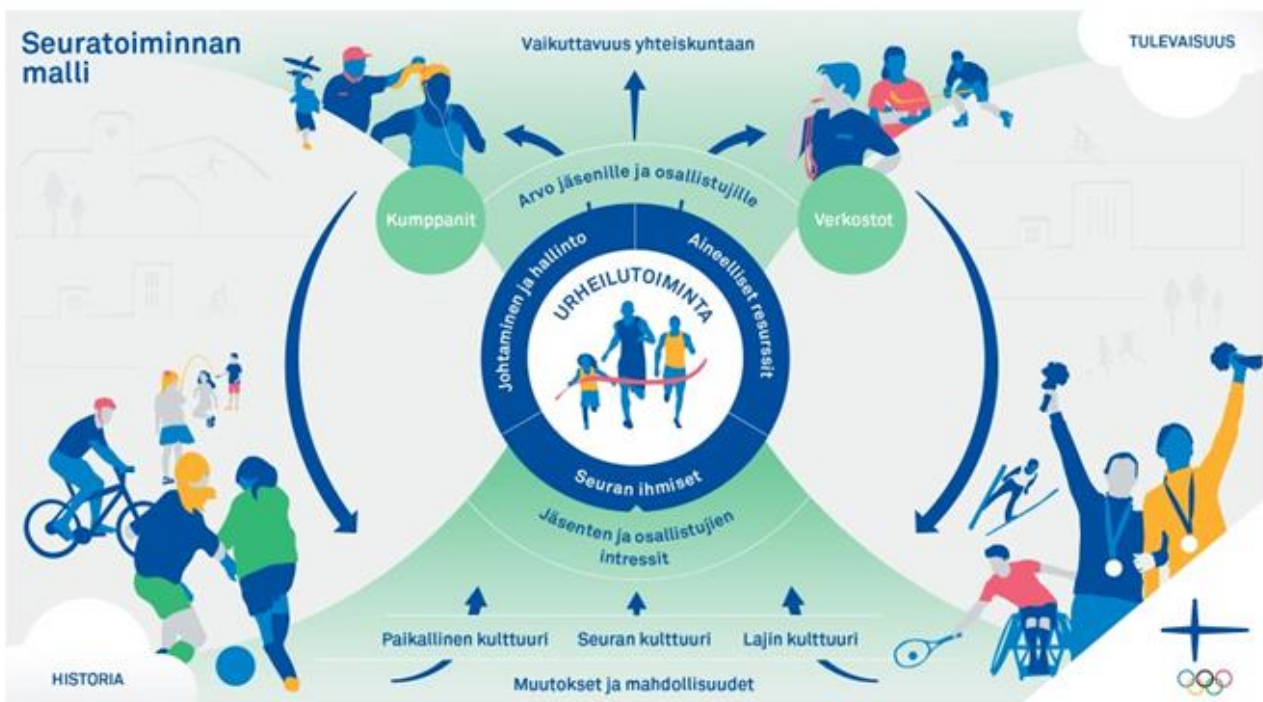 Seuratoiminnan
malli
Vaikuttavuus yhteiskuntaan
TULEVAISUUS
Arvo jäsenille ja osallistujille
Kumppanit
Verkostot
Johtaminen ja hallinto
Aineelliset resurssit
URHEILUTOIMINTA
Seuran ihmiset
Jäsenten ja osallistujien
intressit
Paikallinen kulttuuri
Seuran kulttuuri
Lajin kulttuuri
HISTORIA
Muutokset ja mahdollisuudet